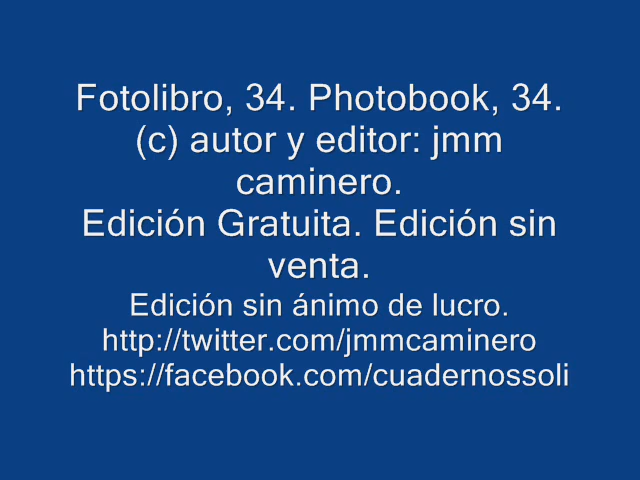 Fotolibro, 34. Photobook, 34.
(c) autor y editor: jmm
caminero.
Edición Gratuita. Edición sin
venta.
Edición sin ánimo de lucro.
http://twitter.com/jmmcaminero
https://facebook.com/cuadernossoli